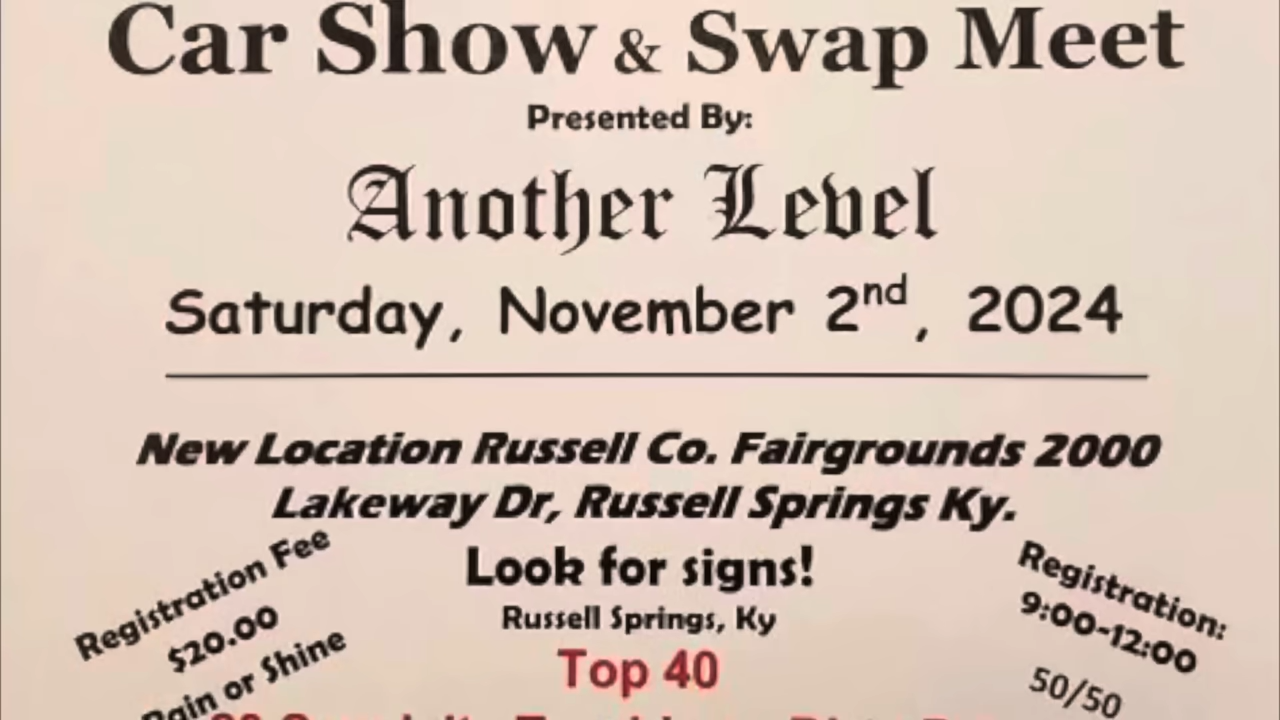 Car Show & Swap Meet
Presented By:
Another Level
Saturday, November 2nd, 2024
New Location Russell Co. Fairgrounds 2000
Lakeway Dr, Russell Springs Ky.
Look for signs!
Russell Springs, Ky
Top 40
Registration Fee
$20.00
Rain or Shine
Registration:
9:00-12:00
50/50